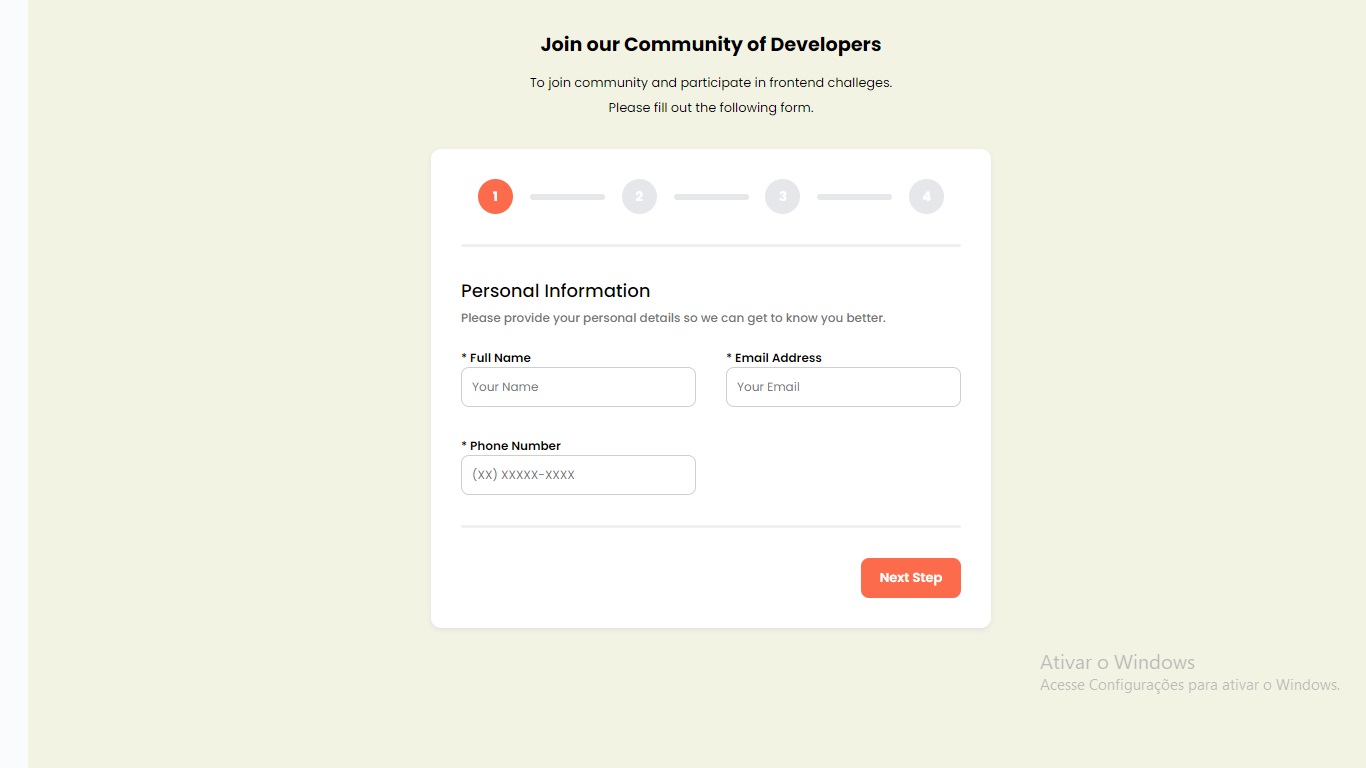 Join our Community of Developers
To join community and participate in frontend challeges.
Please fill out the following form.
1 2 3 4
Personal Information
Please provide your personal details so we can get to know you better.
* Full Name * Email Address
Your Name Your Email
* Phone Number
(XX) XXXXX-XXXX
Next Step
Ativar o Windows
Acesse Configurações para ativar o Windows.